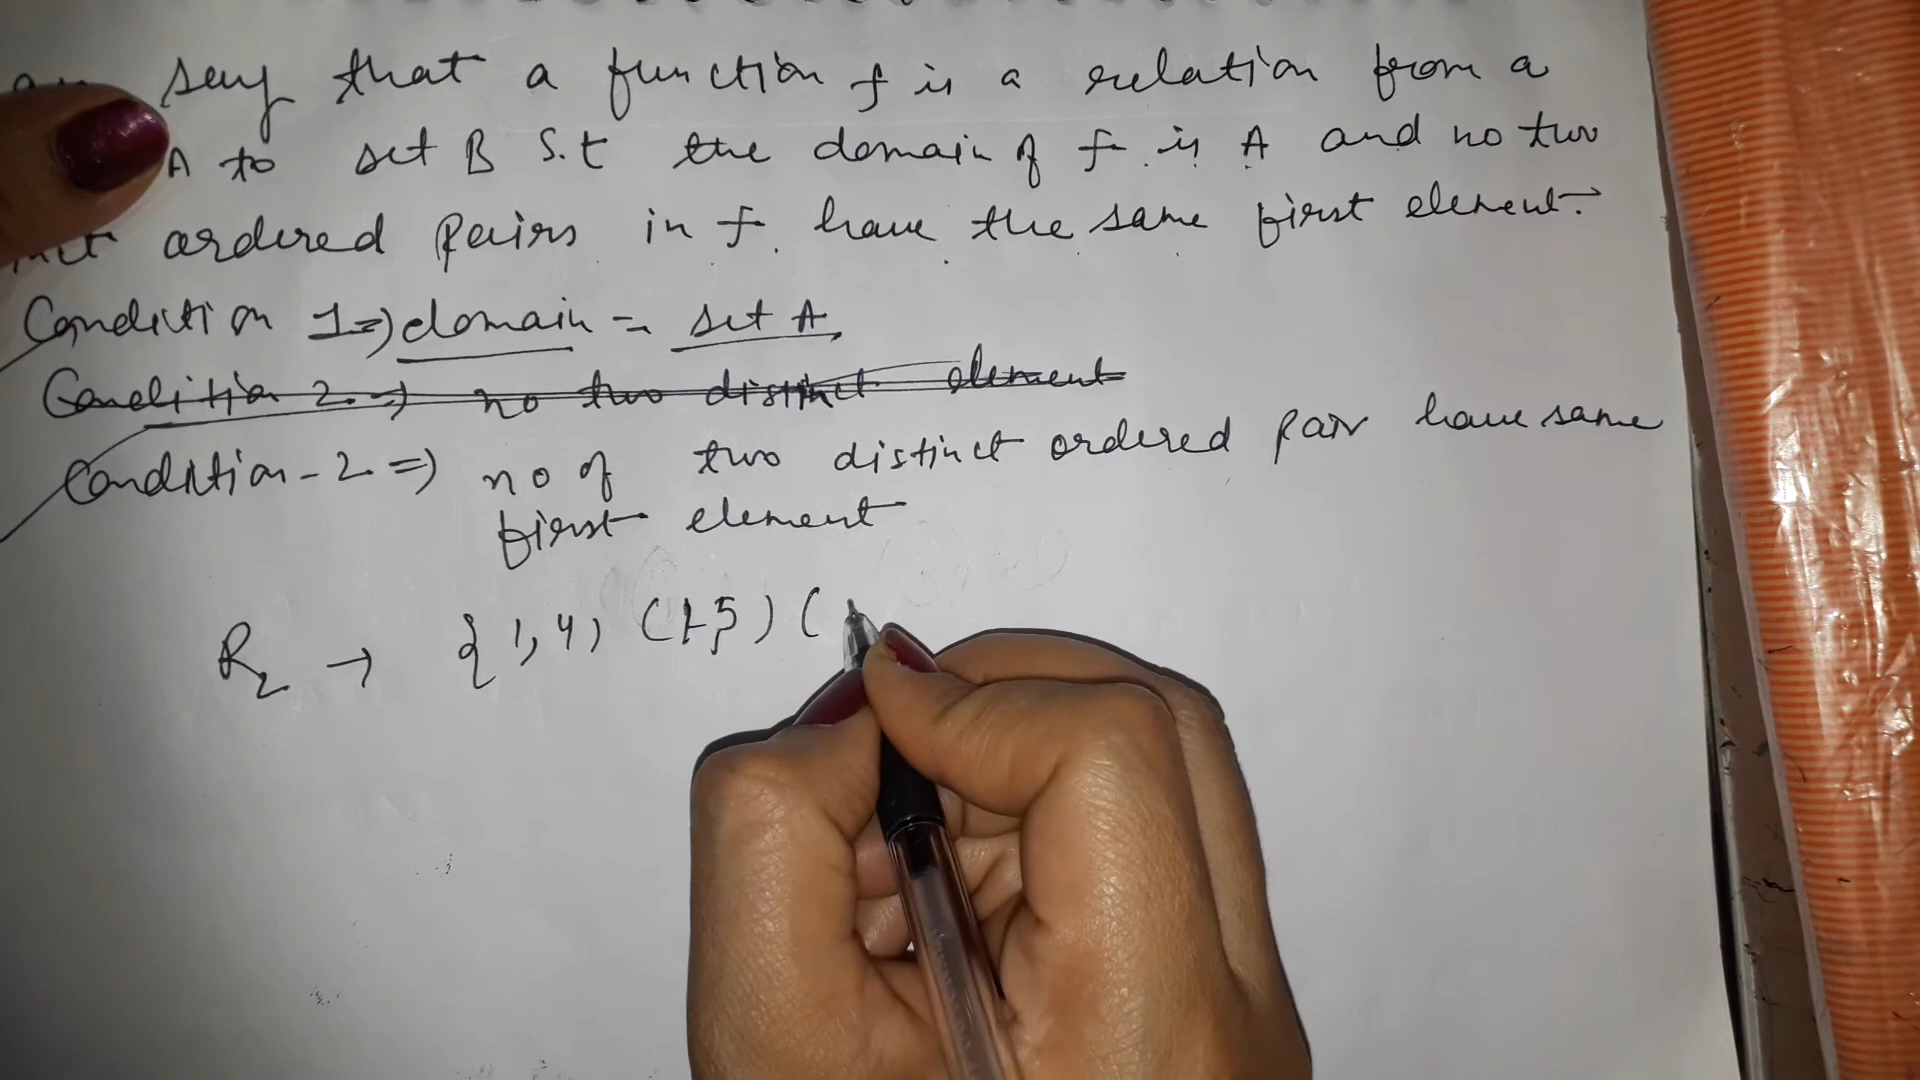 say that a function f is a relation from a
A to set B S.t the domain of f is A and no two
ordered pairs in f have the same first element.
Condition 1 => domain = set A,
Condition 2. => no two distinct element
Condition - 2 => no of two distinct ordered pair have same
first element
R2 → { 1, 4) (1,5) (